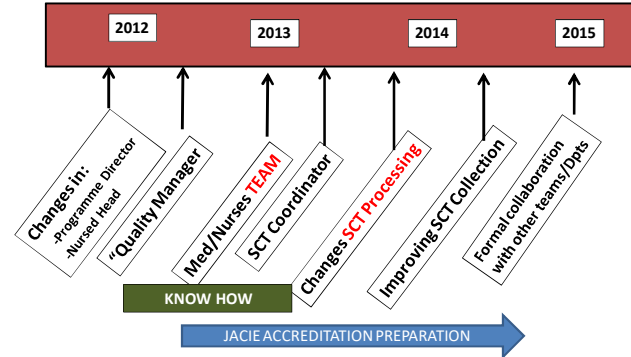 2012
2013
2014
2015
Changes in:
-Programme Director
-Nursed Head
“Quality Manager
Med/Nurses TEAM
SCT Coordinator
Changes SCT Processing
Improving SCT Collection
Formal collaboration
with other teams/Dpts
KNOW HOW
JACIE ACCREDITATION PREPARATION